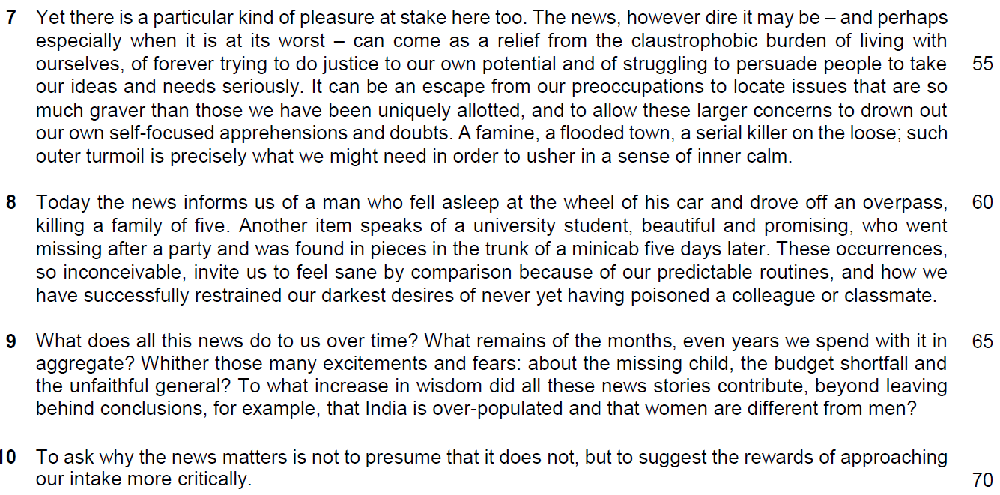 7 Yet there is a particular kind of pleasure at stake here too. The news, however dire it may be – and perhaps
especially when it is at its worst – can come as a relief from the claustrophobic burden of living with
ourselves, of forever trying to do justice to our own potential and of struggling to persuade people to take 55
our ideas and needs seriously. It can be an escape from our preoccupations to locate issues that are so
much graver than those we have been uniquely allotted, and to allow these larger concerns to drown out
our own self-focused apprehensions and doubts. A famine, a flooded town, a serial killer on the loose; such
outer turmoil is precisely what we might need in order to usher in a sense of inner calm.
8 Today the news informs us of a man who fell asleep at the wheel of his car and drove off an overpass, 60
killing a family of five. Another item speaks of a university student, beautiful and promising, who went
missing after a party and was found in pieces in the trunk of a minicab five days later. These occurrences,
so inconceivable, invite us to feel sane by comparison because of our predictable routines, and how we
have successfully restrained our darkest desires of never yet having poisoned a colleague or classmate.
9 What does all this news do to us over time? What remains of the months, even years we spend with it in 65
aggregate? Whither those many excitements and fears: about the missing child, the budget shortfall and
the unfaithful general? To what increase in wisdom did all these news stories contribute, beyond leaving
behind conclusions, for example, that India is over-populated and that women are different from men?
10 To ask why the news matters is not to presume that it does not, but to suggest the rewards of approaching
our intake more critically. 70